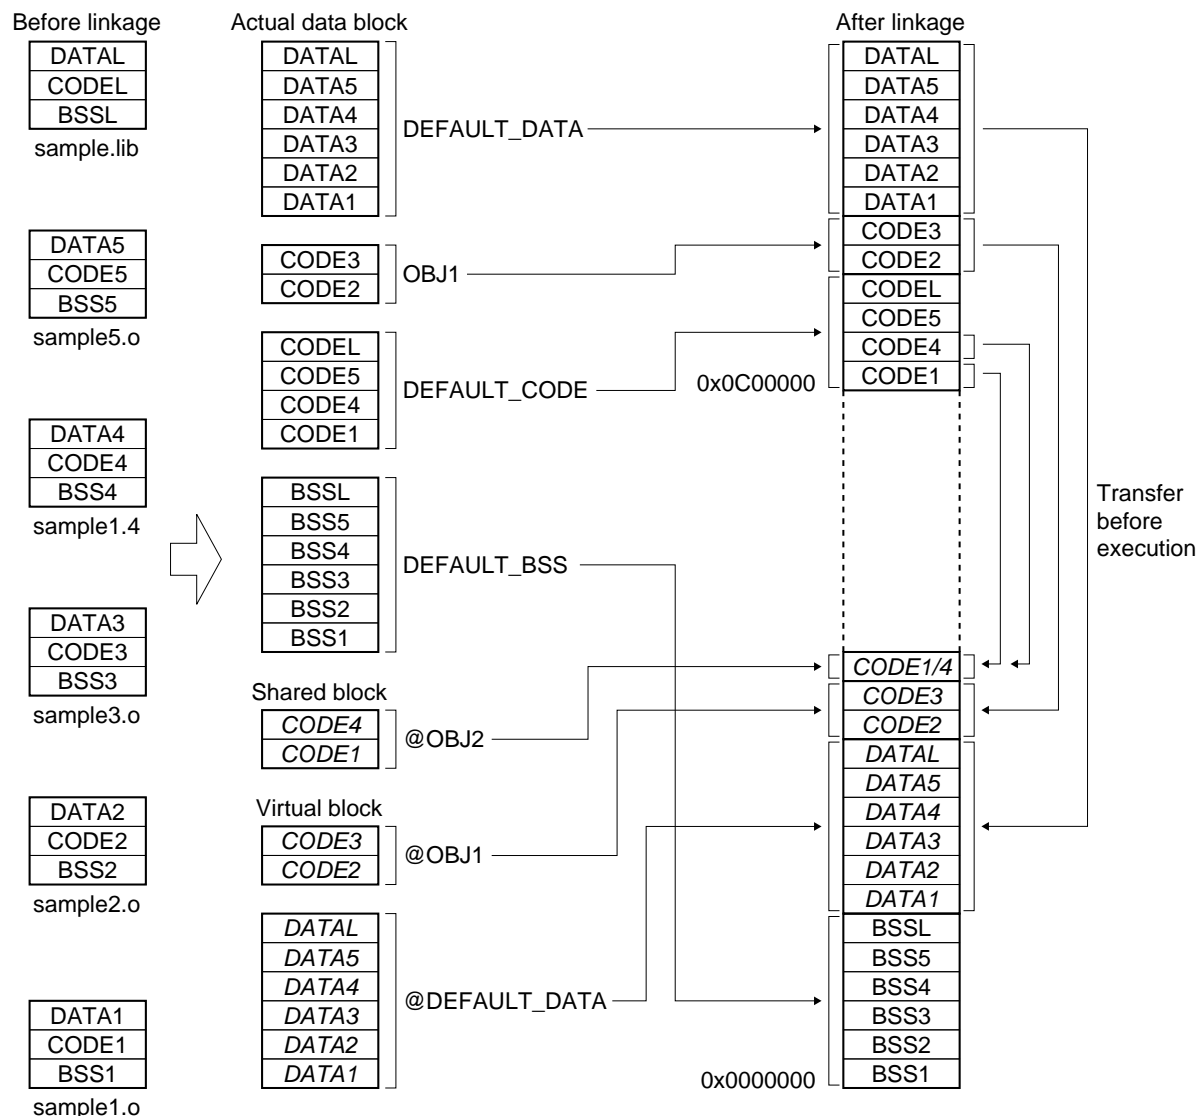 Before linkage
DATAL
CODEL
BSSL
sample.lib
DATA5
CODE5
BSS5
sample5.o
DATA4
CODE4
BSS4
sample1.4
DATA3
CODE3
BSS3
sample3.o
DATA2
CODE2
BSS2
sample2.o
DATA1
CODE1
BSS1
sample1.o
Actual data block
DATAL
DATA5
DATA4
DATA3
DATA2
DATA1
DEFAULT_DATA
CODE3
CODE2
OBJ1
CODEL
CODE5
CODE4
CODE1
DEFAULT_CODE
BSSL
BSS5
BSS4
BSS3
BSS2
BSS1
DEFAULT_BSS
Shared block
CODE4
CODE1
@OBJ2
Virtual block
CODE3
CODE2
@OBJ1
DATAL
DATA5
DATA4
DATA3
DATA2
DATA1
@DEFAULT_DATA
After linkage
DATAL
DATA5
DATA4
DATA3
DATA2
DATA1
CODE3
CODE2
CODEL
CODE5
CODE4
CODE1
0x0C00000
CODE1/4
CODE3
CODE2
DATAL
DATA5
DATA4
DATA3
DATA2
DATA1
BSSL
BSS5
BSS4
BSS3
BSS2
BSS1
0x0000000
Transfer
before
execution